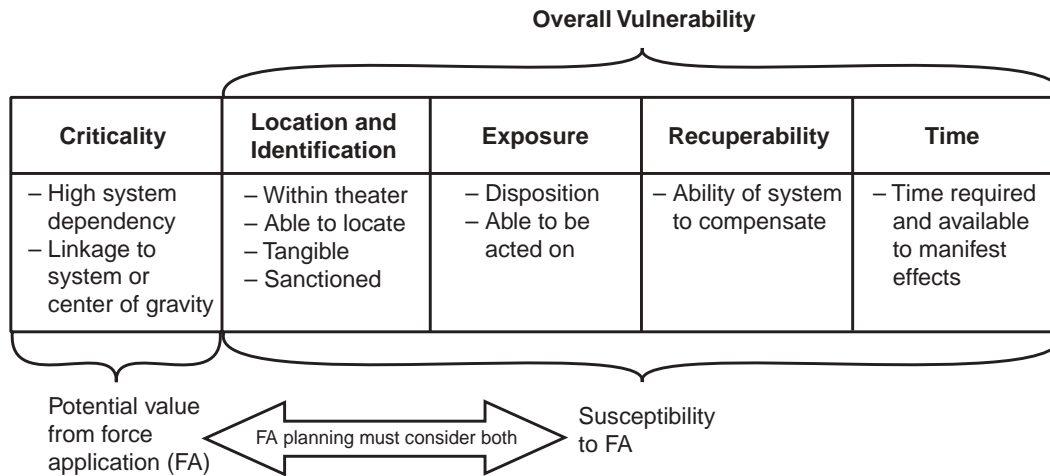 Overall Vulnerability
Criticality
Location and
Identification
Exposure
Recuperability
Time
– High system
dependency
– Linkage to
system or
center of gravity
– Within theater
– Able to locate
– Tangible
– Sanctioned
– Disposition
– Able to be
acted on
– Ability of system
to compensate
– Time required
and available
to manifest
effects
Potential value
from force
application (FA)
FA planning must consider both
Susceptibility
to FA